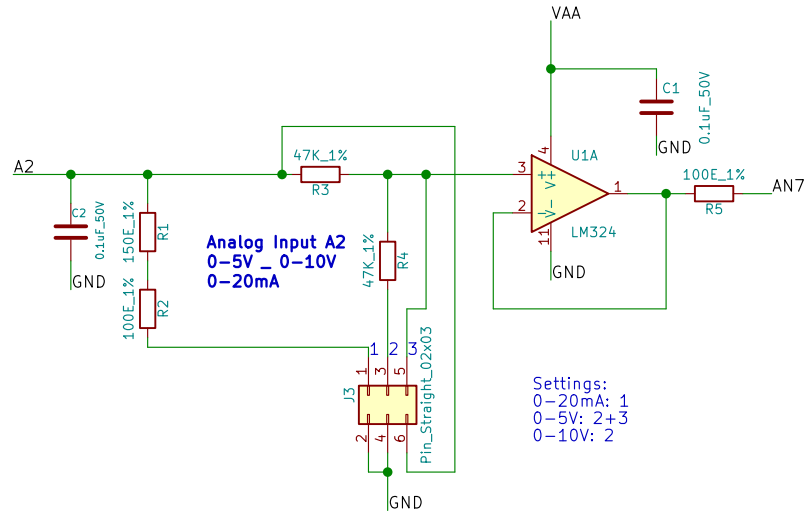 VAA
C1
0.1uF_50V
GND
4
U1A
3
V+
+
1
2
V-
-
11
LM324
GND
100E_1%
R5
AN7
A2
47K_1%
R3
C2
0.1uF_50V
GND
150E_1%
R1
100E_1%
R2
Analog Input A2
0-5V _ 0-10V
0-20mA
47K_1%
R4
1 2 3
1 3 5
J3
Pin_Straight_02x03
2 4 6
GND
Settings:
0-20mA: 1
0-5V: 2+3
0-10V: 2